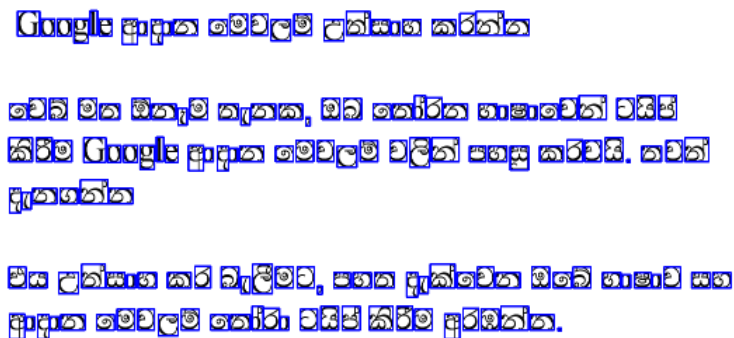 Google ආදාන මෙවලම් උත්සාහ කරන්න
වෙබ් මත ඕනෑම තැනක, ඔබ තෝරන භාෂාවෙන් ටයිප්
කිරීම Google ආදාන මෙවලම් වලින් පහසු කරවයි. තවත්
දැනගන්න
එය උත්සාහ කර බැලීමට, පහත දැක්වෙන ඔබේ භාෂාව සහ
ආදාන මෙවලම තෝරා ටයිප් කිරීම අරඹන්න.